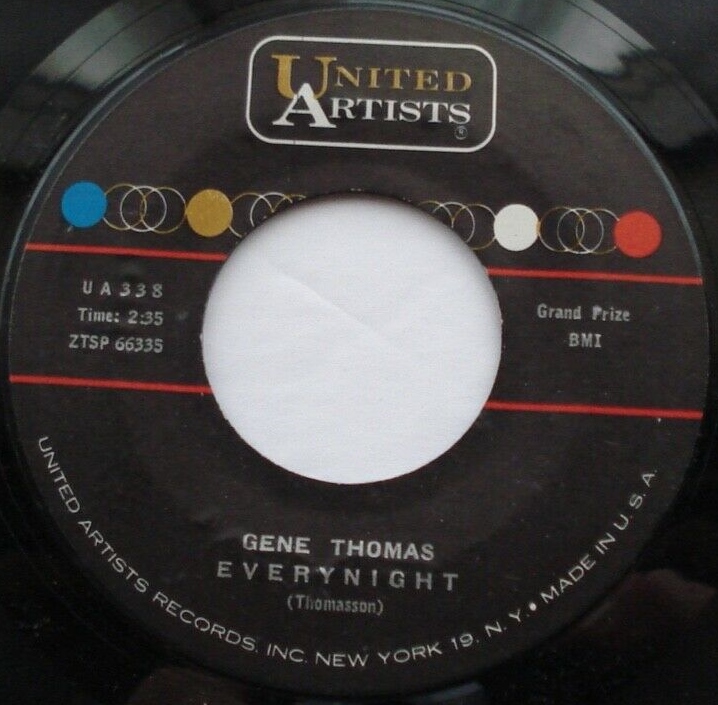 UNITED
ARTISTS
®
UA 338
Time: 2:35
ZTSP 66335
Grand Prize
BMI
GENE THOMAS
EVERYNIGHT
(Thomasson)
UNITED ARTISTS RECORDS, INC. NEW YORK 19, N. Y. • MADE IN U. S. A.